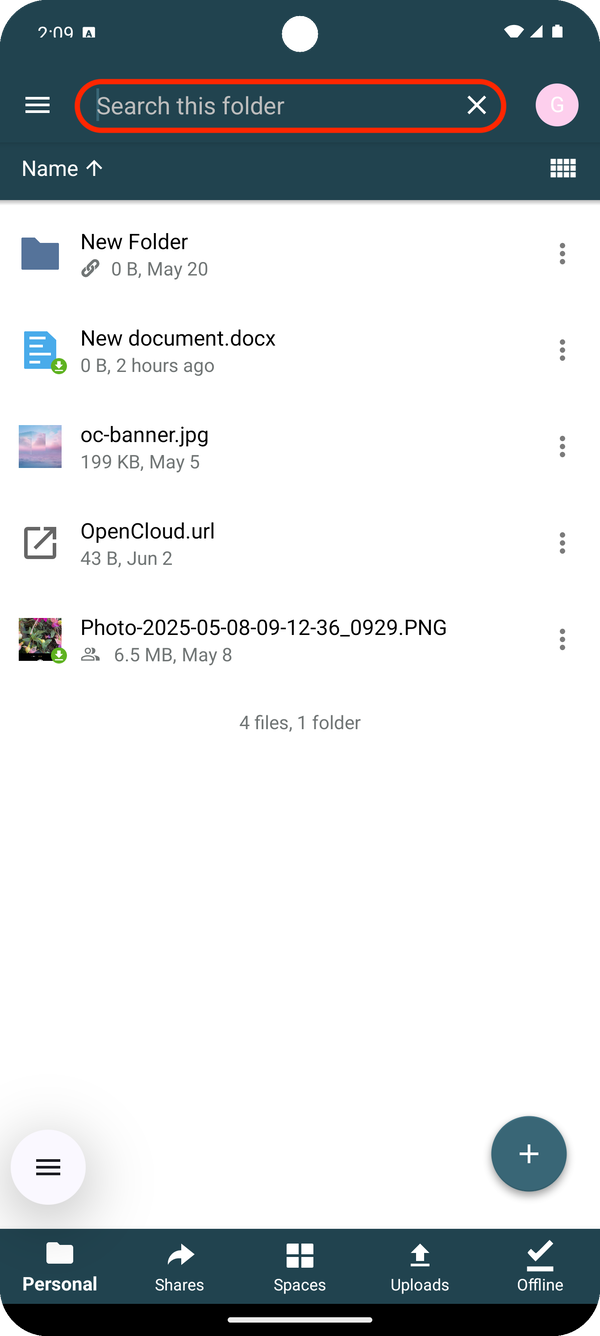 2:09 A
Search this folder
G
Name
New Folder
0 B, May 20
New document.docx
0 B, 2 hours ago
oc-banner.jpg
199 KB, May 5
OpenCloud.url
43 B, Jun 2
Photo-2025-05-08-09-12-36_0929.PNG
6.5 MB, May 8
4 files, 1 folder
Personal
Shares
Spaces
Uploads
Offline